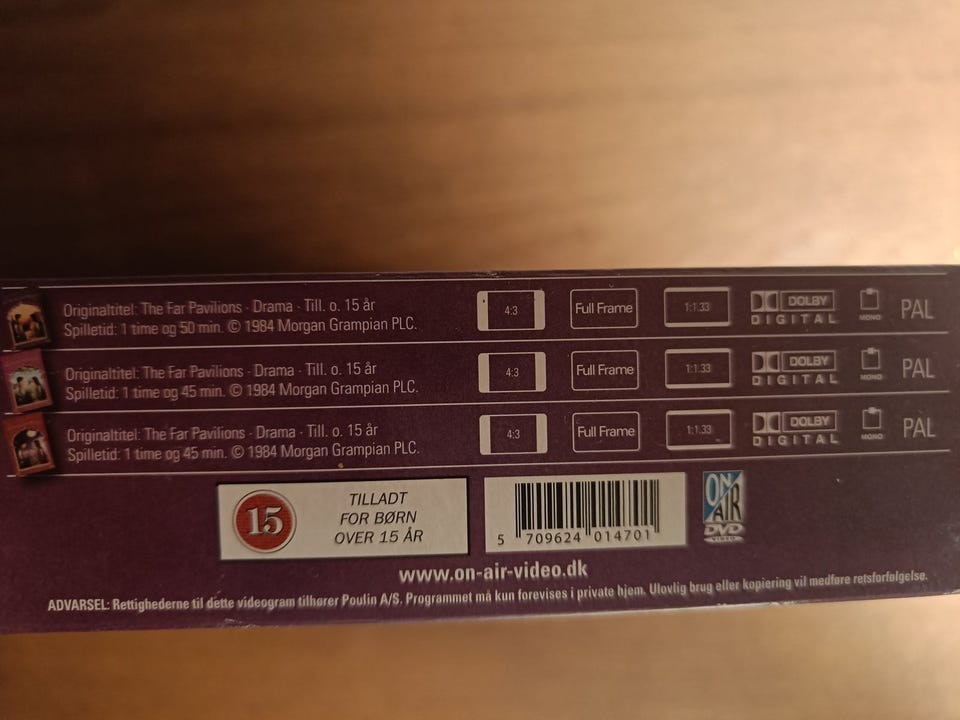 Originaltitel: The Far Pavilions · Drama · Till. o. 15 år
Spilletid: 1 time og 50 min. © 1984 Morgan Grampian PLC.
4:3 Full Frame 1:1.33 DOLBY DIGITAL MONO PAL
Originaltitel: The Far Pavilions · Drama · Till. o. 15 år
Spilletid: 1 time og 45 min. © 1984 Morgan Grampian PLC.
4:3 Full Frame 1:1.33 DOLBY DIGITAL MONO PAL
Originaltitel: The Far Pavilions · Drama · Till. o. 15 år
Spilletid: 1 time og 45 min. © 1984 Morgan Grampian PLC.
4:3 Full Frame 1:1.33 DOLBY DIGITAL MONO PAL
15
TILLADT
FOR BØRN
OVER 15 ÅR
5 709624 014701
ON
AIR
DVD
VIDEO
www.on-air-video.dk
ADVARSEL: Rettighederne til dette videogram tilhører Poulin A/S. Programmet må kun forevises i private hjem. Ulovlig brug eller kopiering vil medføre retsforfølgelse.